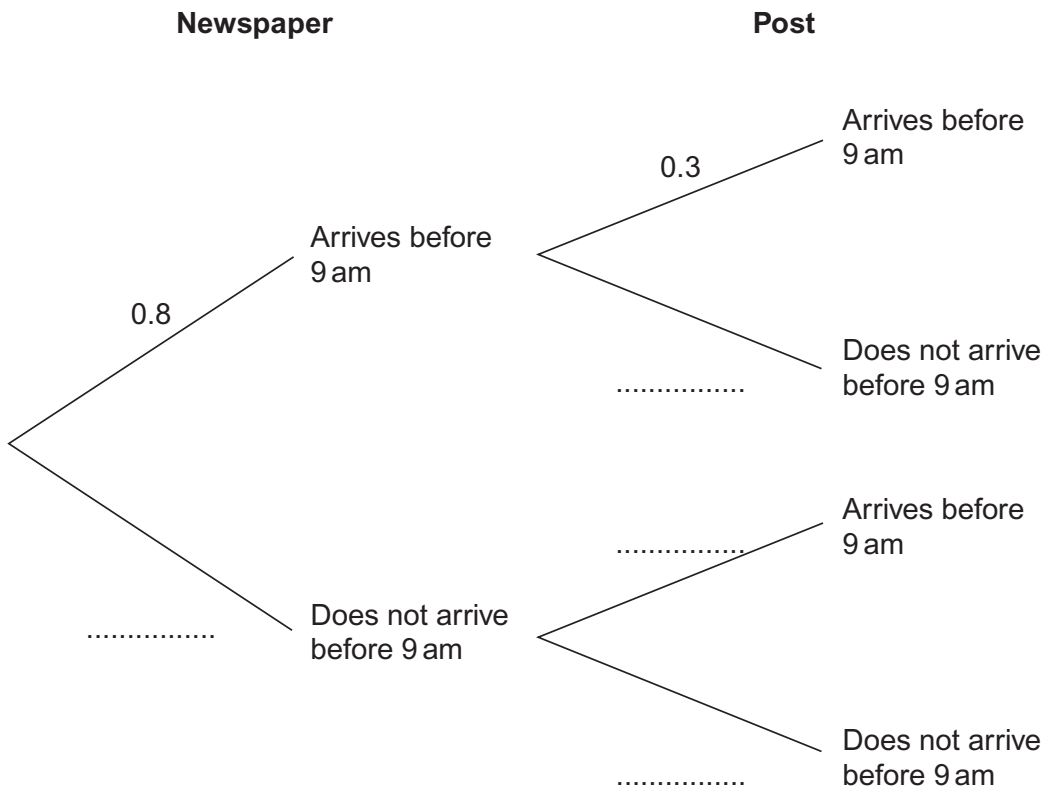 Newspaper
Post
Arrives before
9 am
0.3
Arrives before
9 am
0.8
Does not arrive
before 9 am
................
Arrives before
9 am
................
Does not arrive
before 9 am
................
Does not arrive
before 9 am
................